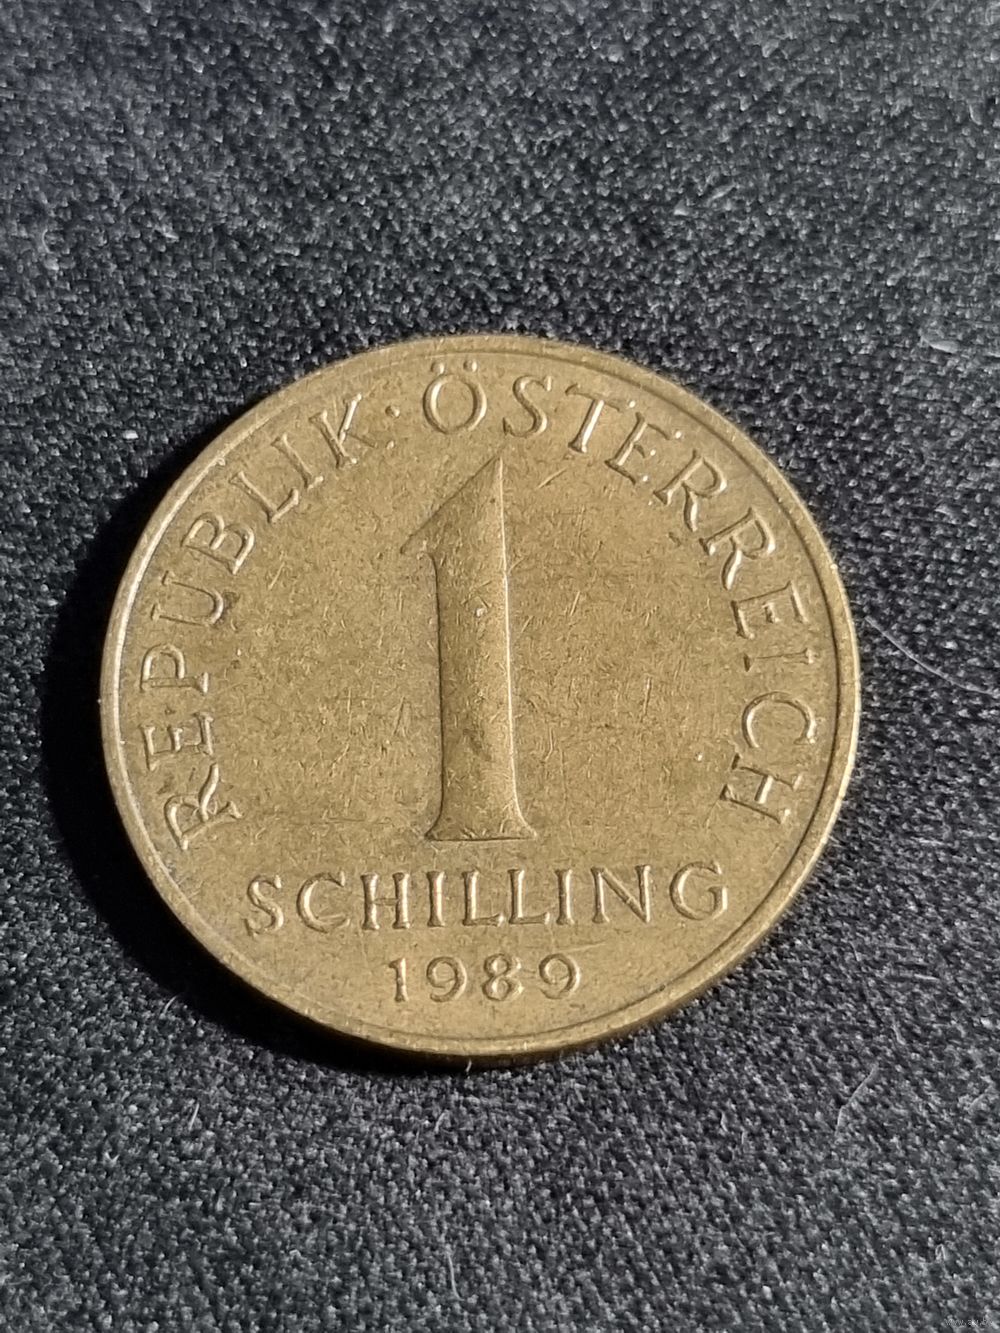 REPUBLIK · ÖSTERREICH
1
SCHILLING
1989